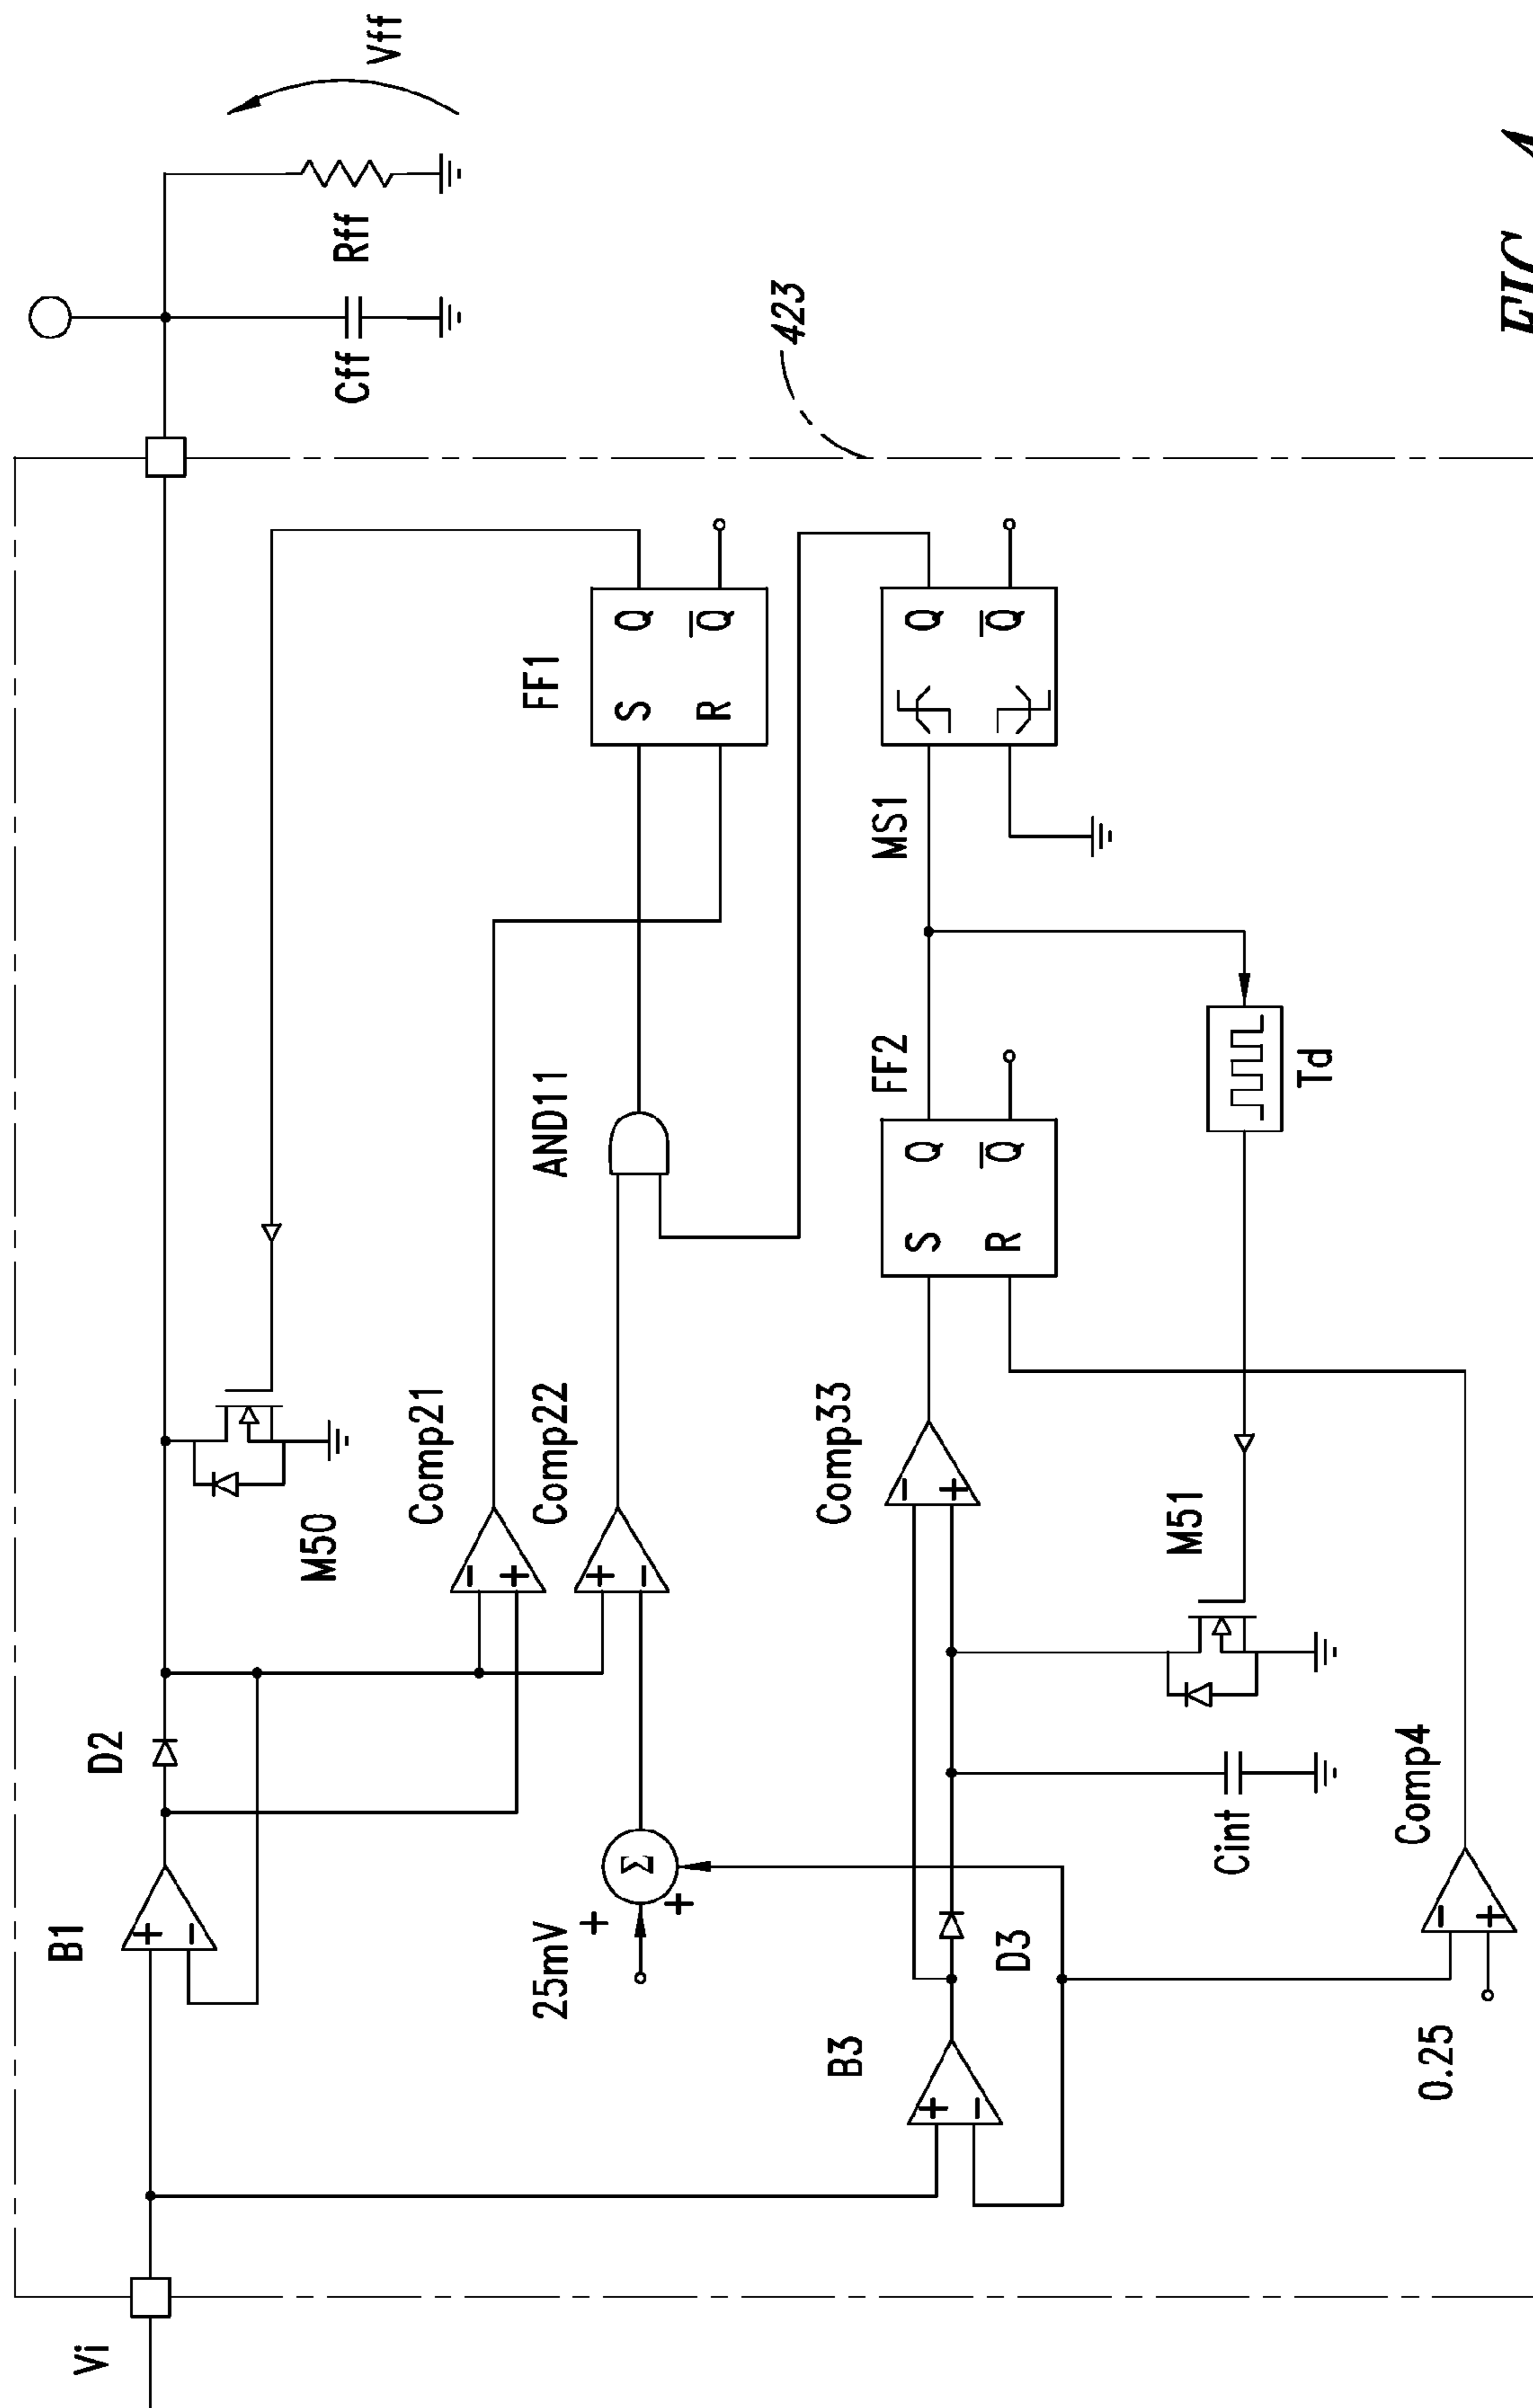 Vff
Rff
Cff
423
M50
FF1
S Q
R Q
Comp21
Comp22
AND11
D2
B1
25mV
+
+
Σ
+
-
-
+
+
-
MS1
Q
Q
FF2
S Q
R Q
Td
Comp33
-
+
M51
D3
B3
+
-
Cint
Comp4
-
+
0.25
Vi